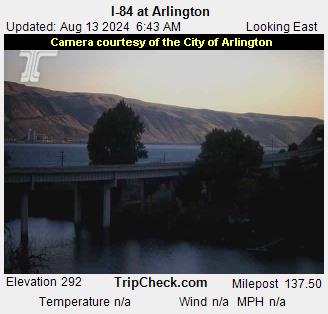 I-84 at Arlington
Updated: Aug 13 2024 6:43 AM Looking East
Camera courtesy of the City of Arlington
Elevation 292 TripCheck.com Milepost 137.50
Temperature n/a Wind n/a MPH n/a